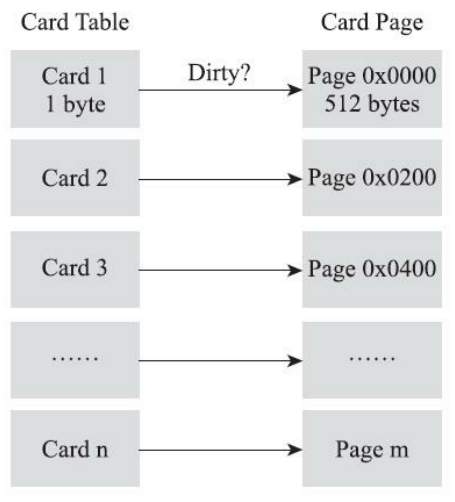 Card Table
Card Page
Card 1
1 byte
Dirty?
Page 0x0000
512 bytes
Card 2
Page 0x0200
Card 3
Page 0x0400
……
……
Card n
Page m